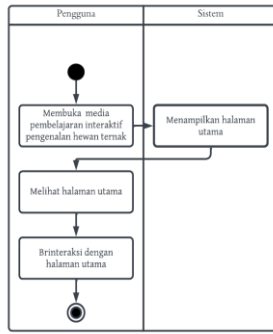 Pengguna
Sistem
Membuka media
pembelajaran interaktif
pengenalan hewan ternak
Menampilkan halaman
utama
Melihat halaman utama
Brinteraksi dengan
halaman utama